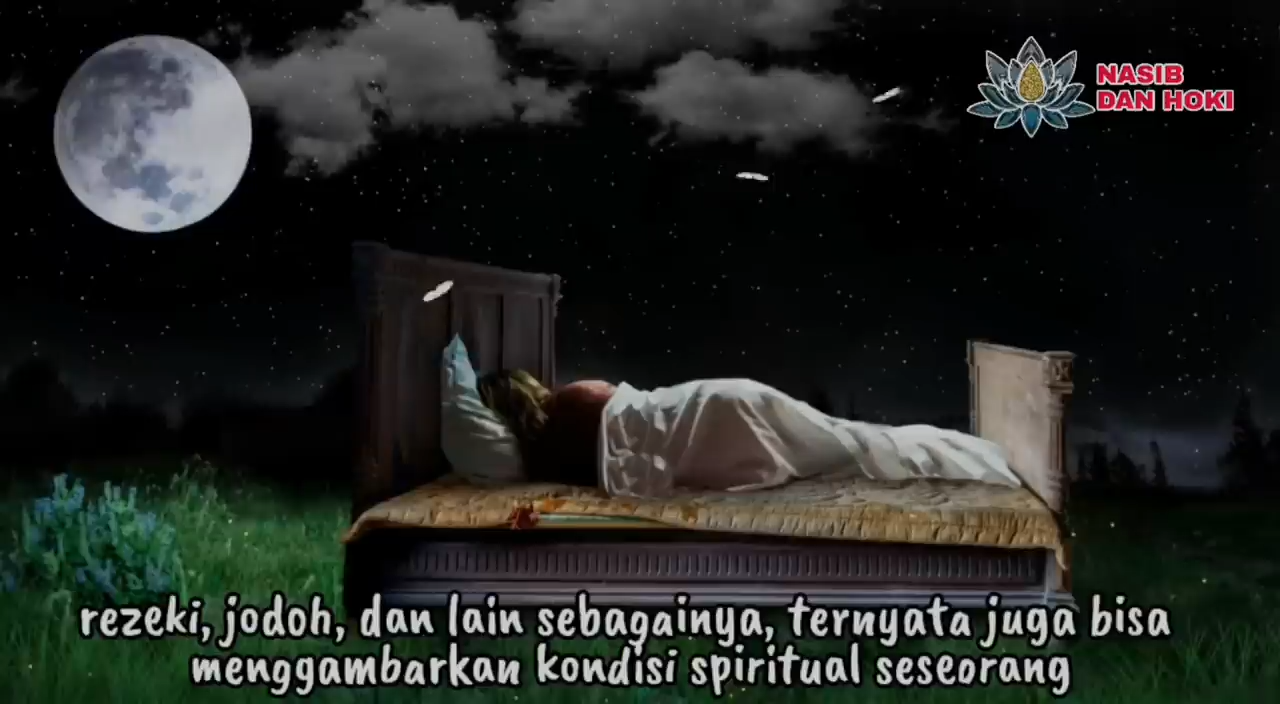 NASIB
DAN HOKI
rezeki, jodoh, dan lain sebagainya, ternyata juga bisa
menggambarkan kondisi spiritual seseorang